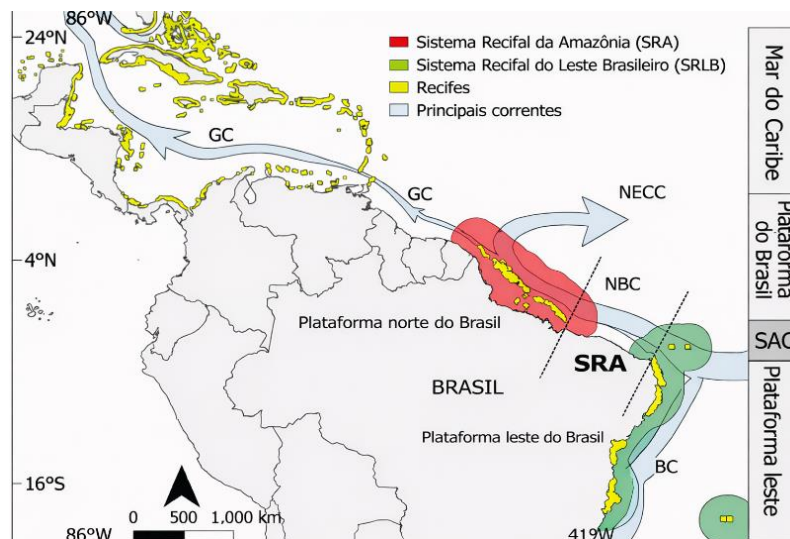 86°W
24°N
Sistema Recifal da Amazônia (SRA)
Sistema Recifal do Leste Brasileiro (SRLB)
Recifes
Principais correntes
Mar do Caribe
GC
GC
NECC
4°N
NBC
Plataforma
do Brasil
Plataforma norte do Brasil
SRA
SAC
BRASIL
Plataforma leste do Brasil
Plataforma leste
BC
16°S
0 500 1,000 km
86°W
419W